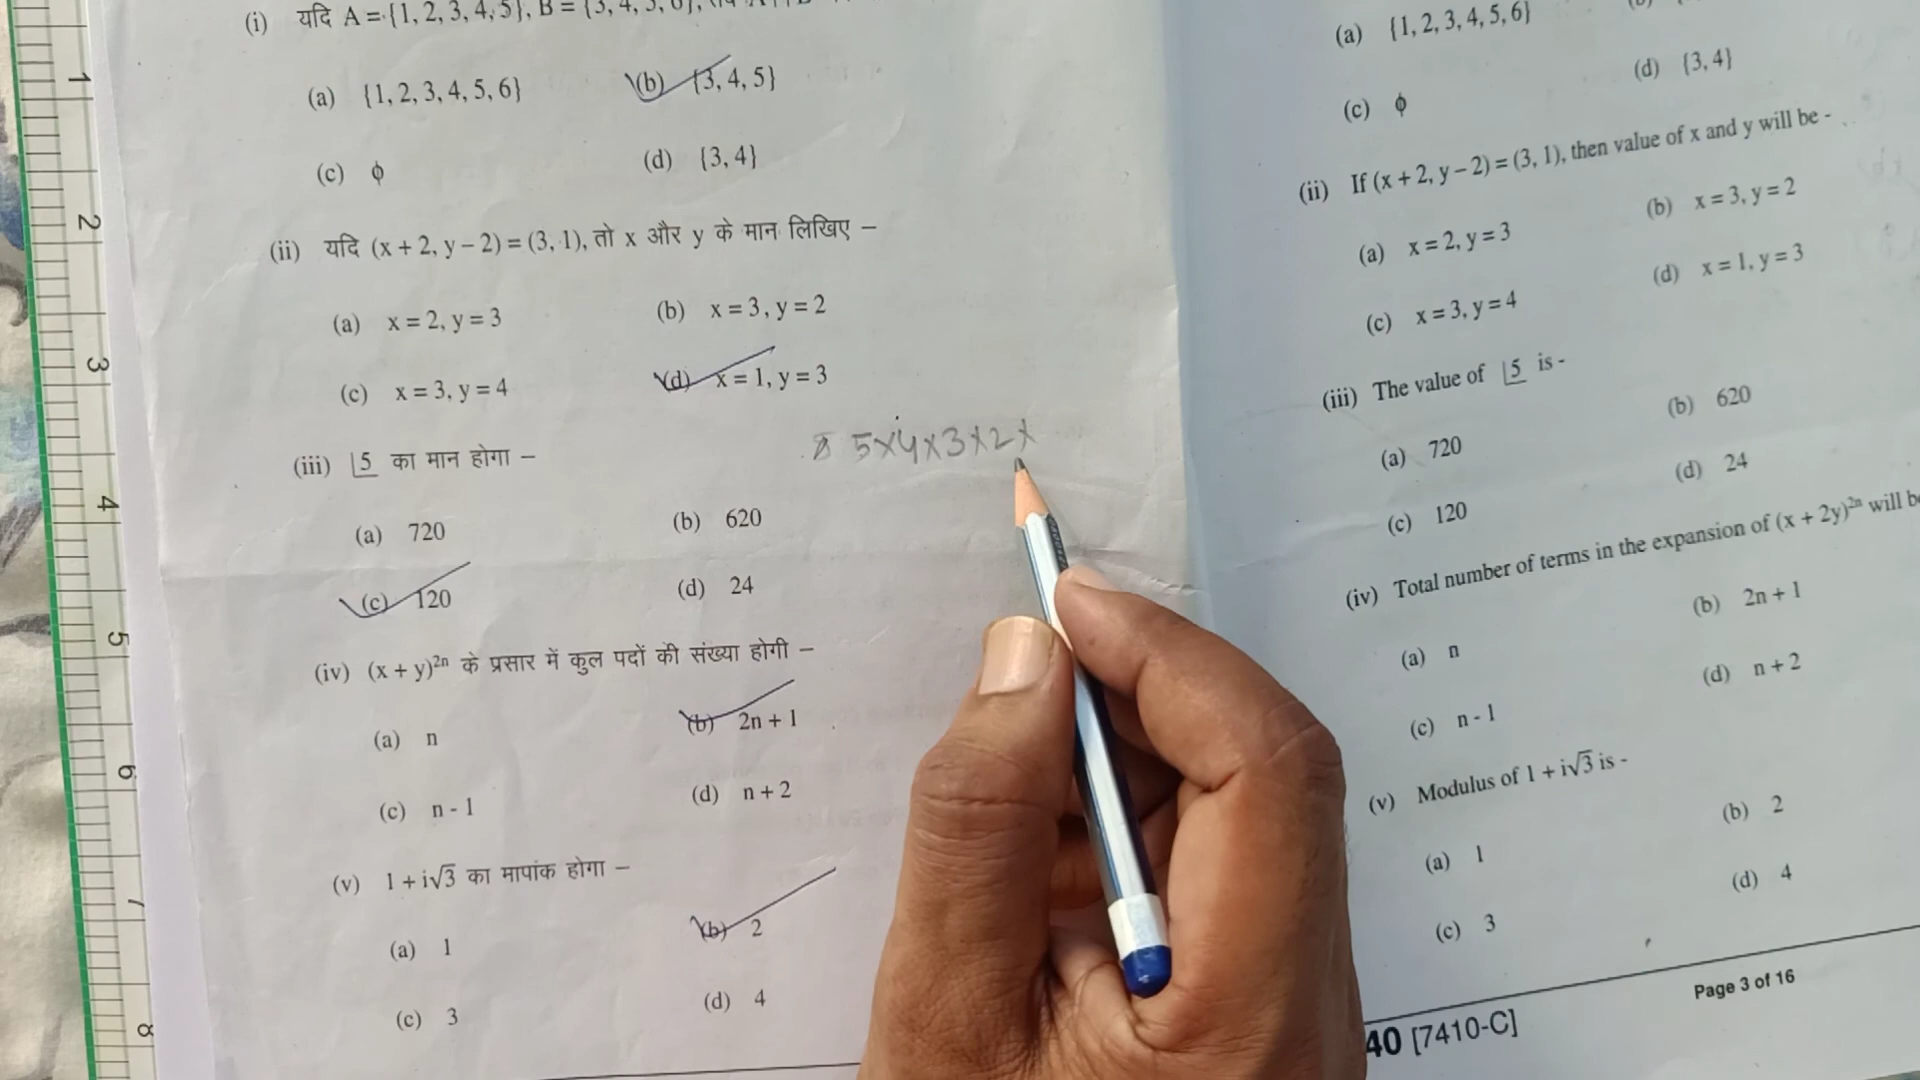 (i) यदि A = {1, 2, 3, 4, 5}, B = {3, 4, 5, 6},
(a) {1, 2, 3, 4, 5, 6} (b) {3, 4, 5}
(c) ϕ (d) {3, 4}
(ii) यदि (x + 2, y – 2) = (3, 1), तो x और y के मान लिखिए –
(a) x = 2, y = 3 (b) x = 3, y = 2
(c) x = 3, y = 4 (d) x = 1, y = 3
5×4×3×2×
(iii) |5 का मान होगा –
(a) 720 (b) 620
(c) 120 (d) 24
(iv) (x + y)²ⁿ के प्रसार में कुल पदों की संख्या होगी –
(a) n (b) 2n + 1
(c) n - 1 (d) n + 2
(v) 1 + i√3 का मापांक होगा –
(a) 1 (b) 2
(c) 3 (d) 4
(a) {1, 2, 3, 4, 5, 6}
(c) ϕ (d) {3, 4}
(ii) If (x + 2, y – 2) = (3, 1), then value of x and y will be -
(a) x = 2, y = 3 (b) x = 3, y = 2
(c) x = 3, y = 4 (d) x = 1, y = 3
(iii) The value of |5 is -
(a) 720 (b) 620
(c) 120 (d) 24
(iv) Total number of terms in the expansion of (x + 2y)²ⁿ will
(a) n (b) 2n + 1
(c) n - 1 (d) n + 2
(v) Modulus of 1 + i√3 is -
(a) 1 (b) 2
(c) 3 (d) 4
40 [7410-C] Page 3 of 16
1
2
3
4
5
6
7
8